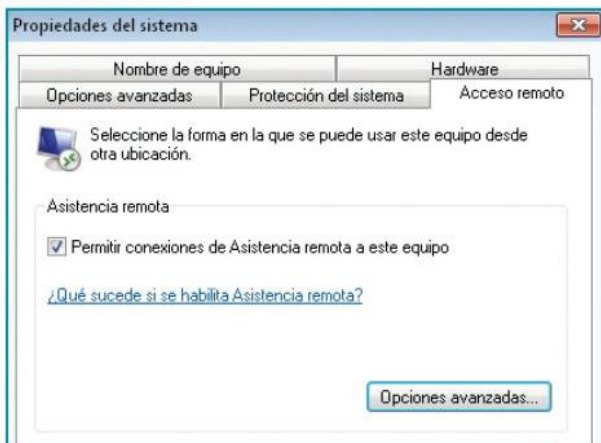 Propiedades del sistema
Nombre de equipo
Hardware
Opciones avanzadas
Protección del sistema
Acceso remoto
Seleccione la forma en la que se puede usar este equipo desde
otra ubicación.
Asistencia remota
Permitir conexiones de Asistencia remota a este equipo
¿Qué sucede si se habilita Asistencia remota?
Opciones avanzadas...